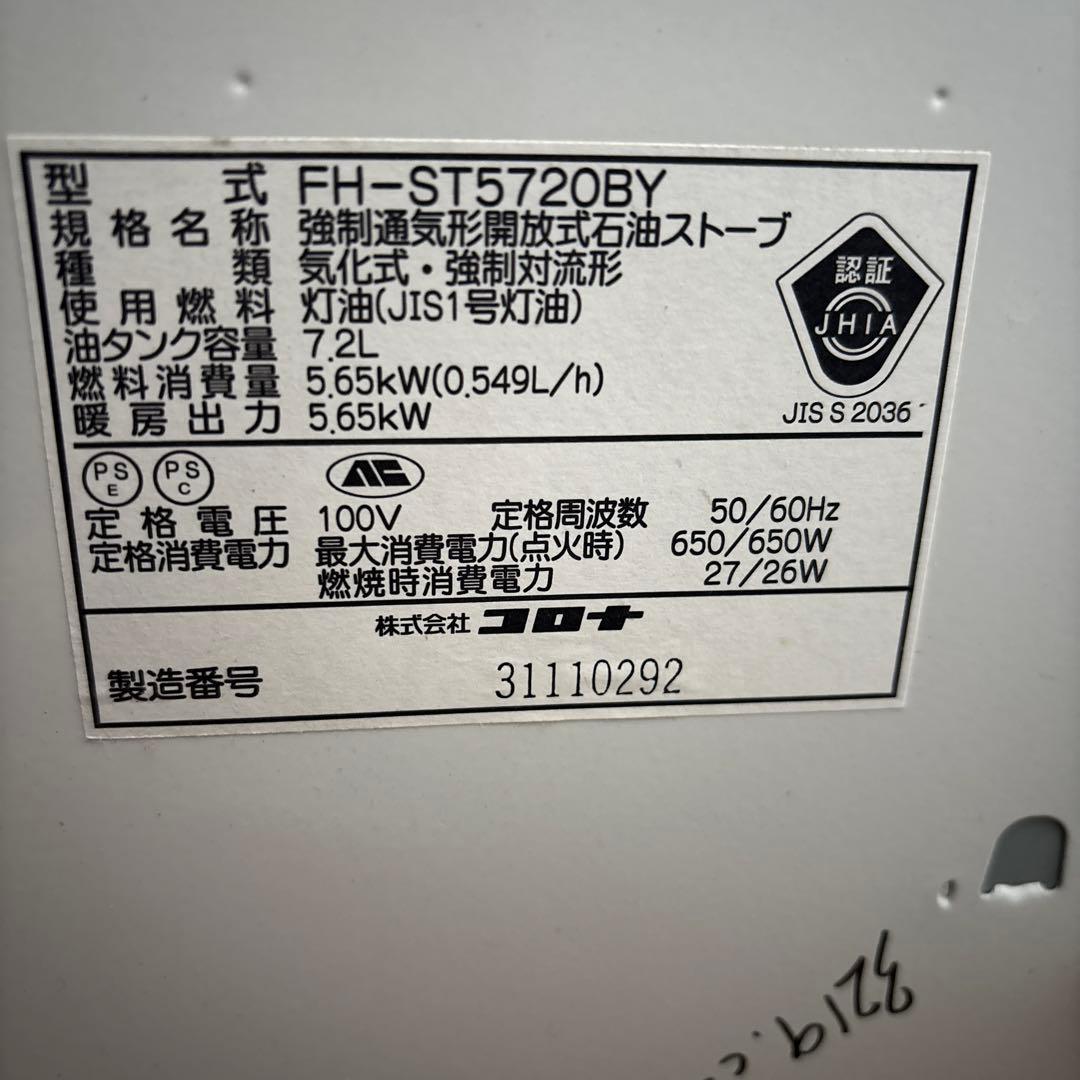 型式 FH-ST5720BY
規格名称 強制通気形開放式石油ストーブ
種類 気化式・強制対流形
使用燃料 灯油(JIS1号灯油)
油タンク容量 7.2L
燃料消費量 5.65kW(0.549L/h)
暖房出力 5.65kW
認証
JHIA
JIS S 2036
PS E
PS C
定格電圧 100V 定格周波数 50/60Hz
定格消費電力 最大消費電力(点火時) 650/650W
燃焼時消費電力 27/26W
株式会社 コロナ
製造番号 31110292